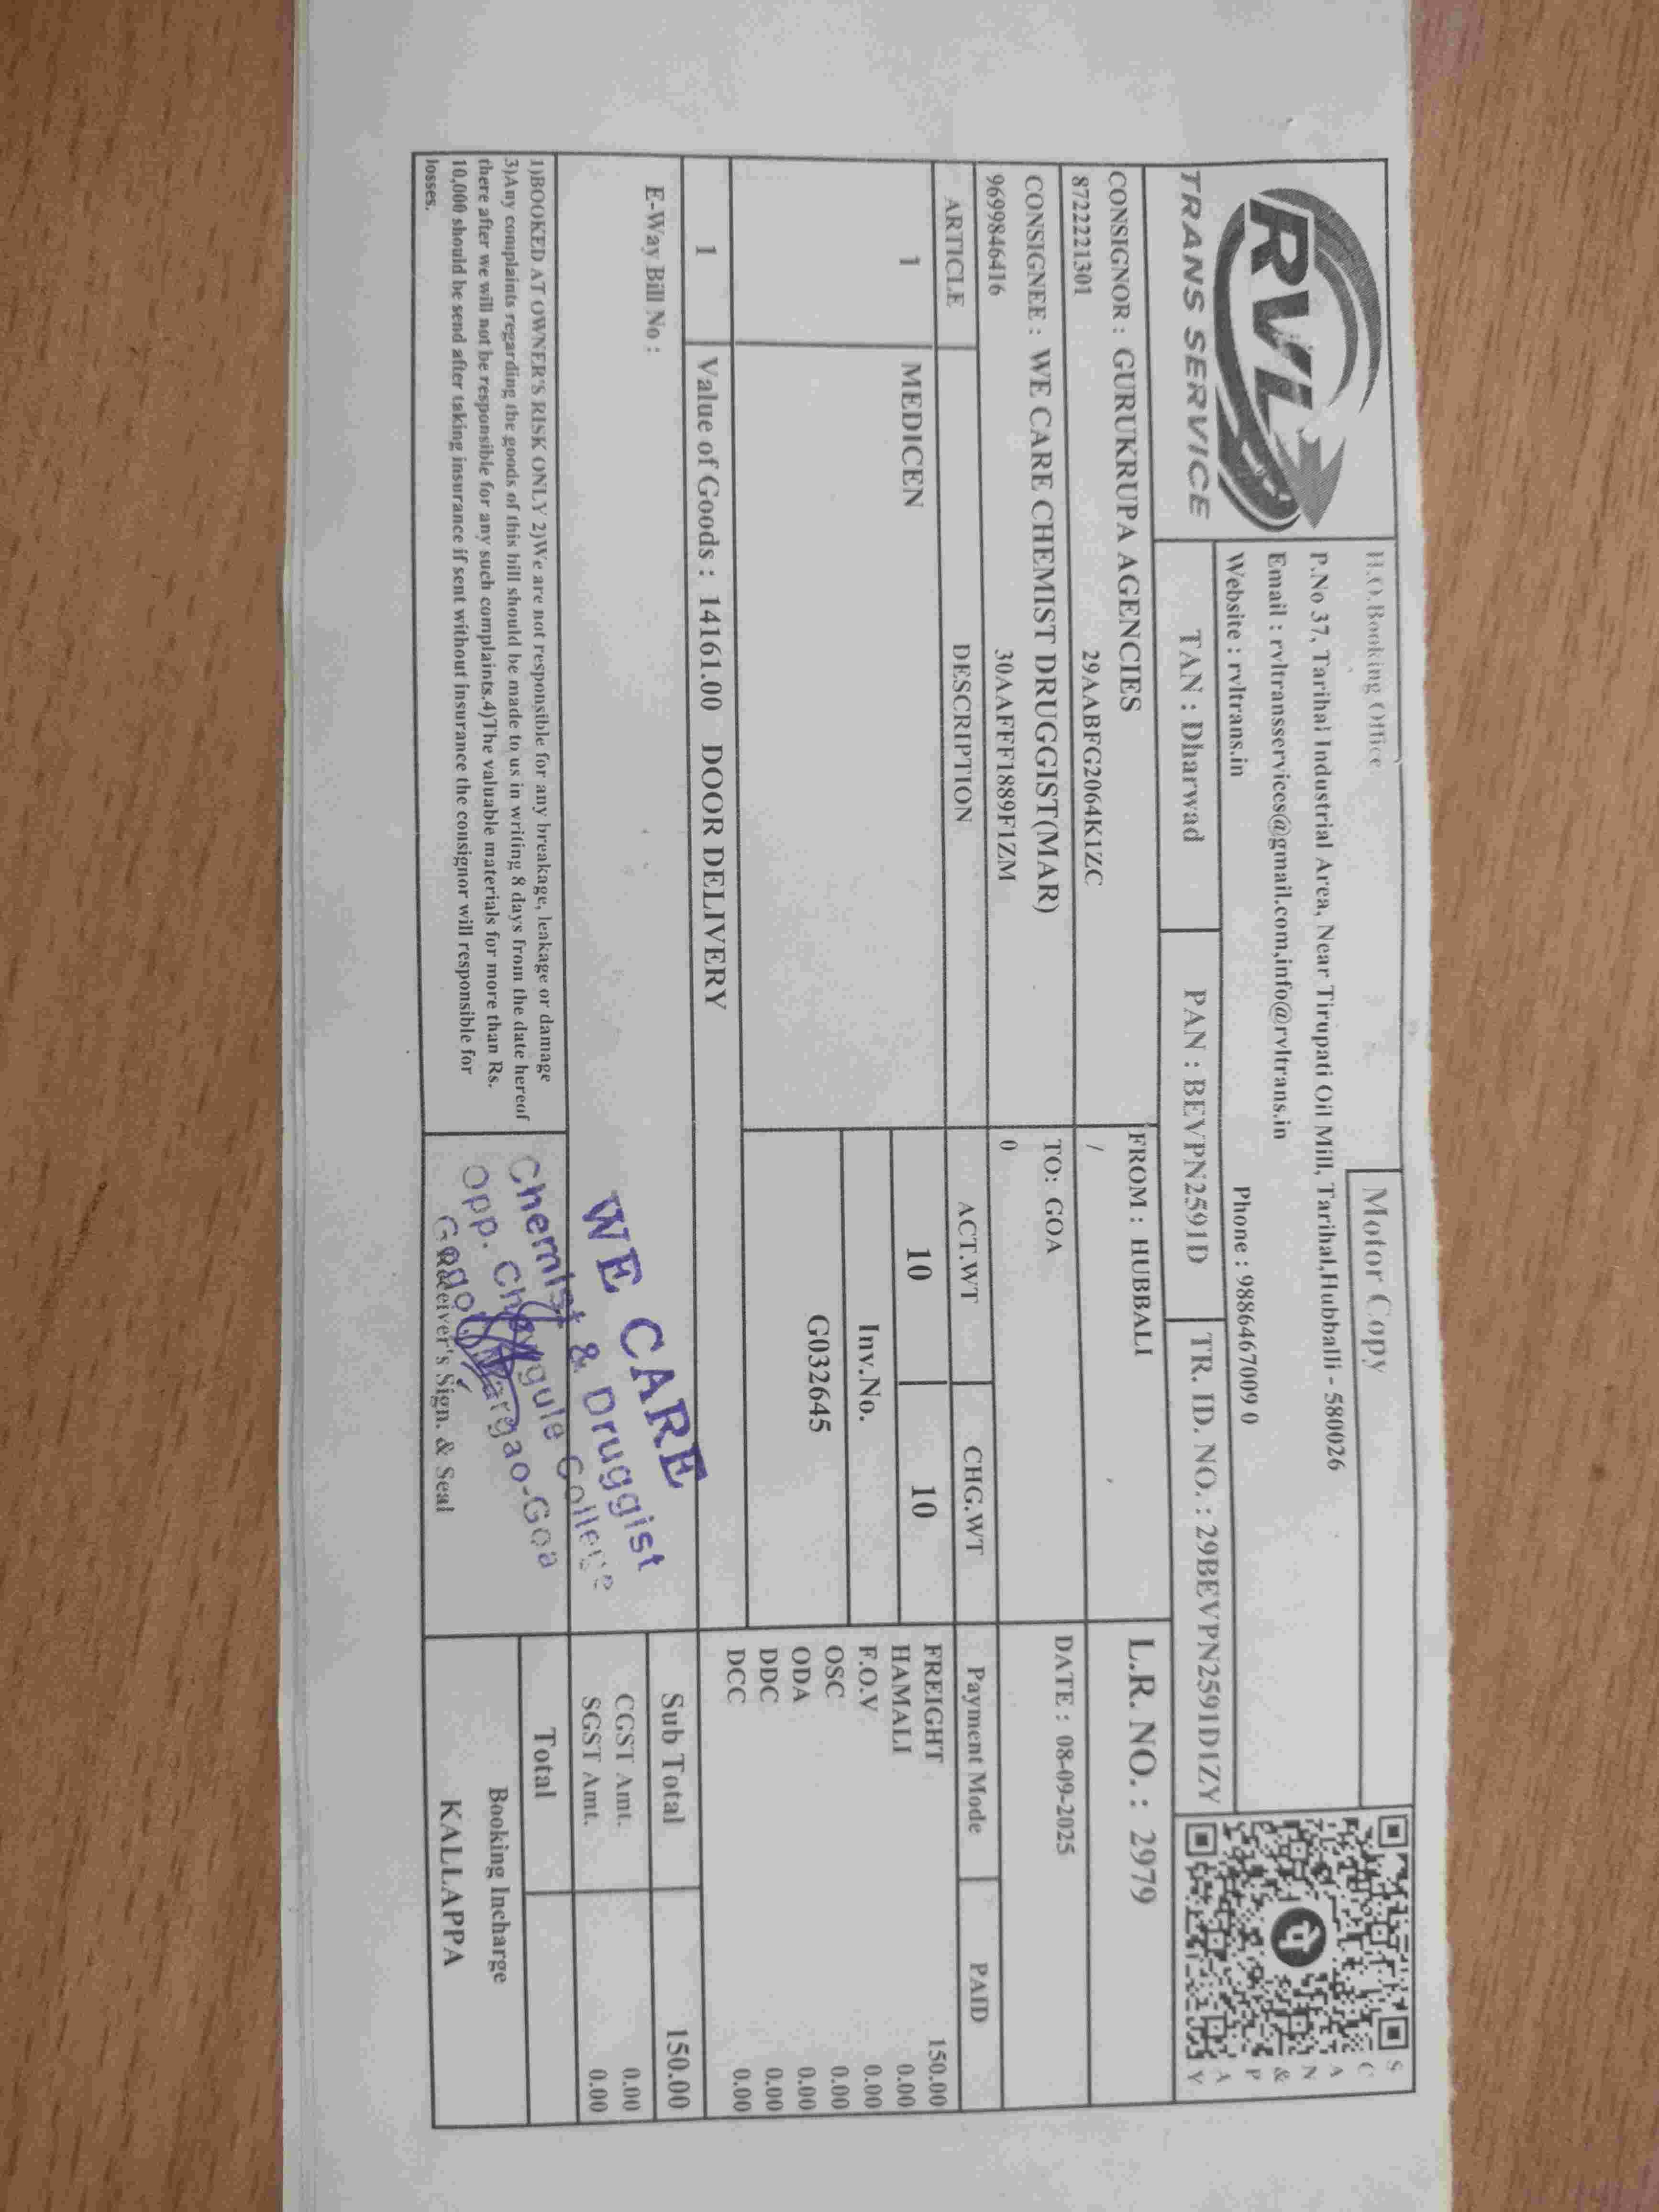 RVL
TRANS SERVICE
H.O.Booking Office
Motor Copy
P.No 37, Tarihal Industrial Area, Near Tirupati Oil Mill, Tarihal,Hubballi - 580026
Email : rvltransservices@gmail.com,info@rvltrans.in
Website : rvltrans.in
Phone : 9886467009 0
SCAN & PAY
TAN : Dharwad
PAN : BEVPN2591D
TR. ID. NO. : 29BEVPN2591D1ZY
CONSIGNOR : GURUKRUPA AGENCIES
8722221301 29AABFG2064K1ZC
FROM : HUBBALI
/
L.R. NO. : 2979
CONSIGNEE : WE CARE CHEMIST DRUGGIST(MAR)
9699846416 30AAFFF1889F1ZM
TO: GOA
0
DATE : 08-09-2025
ARTICLE DESCRIPTION ACT.WT CHG.WT Payment Mode PAID
1 MEDICEN 10 10
Inv.No.
G032645
FREIGHT 150.00
HAMALI 0.00
F.O.V 0.00
OSC 0.00
ODA 0.00
DDC 0.00
DCC 0.00
1 Value of Goods : 14161.00 DOOR DELIVERY
Sub Total 150.00
E-Way Bill No :
CGST Amt. 0.00
SGST Amt. 0.00
Total
1)BOOKED AT OWNER'S RISK ONLY 2)We are not responsible for any breakage, leakage or damage
3)Any complaints regarding the goods of this bill should be made to us in writing 8 days from the date hereof
there after we will not be responsible for any such complaints.4)The valuable materials for more than Rs.
10,000 should be send after taking insurance if sent without insurance the consignor will responsible for
losses.
WE CARE
Chemist & Druggist
Opp. Chowgule College
Margao-Goa
Receiver's Sign. & Seal
Booking Incharge
KALLAPPA